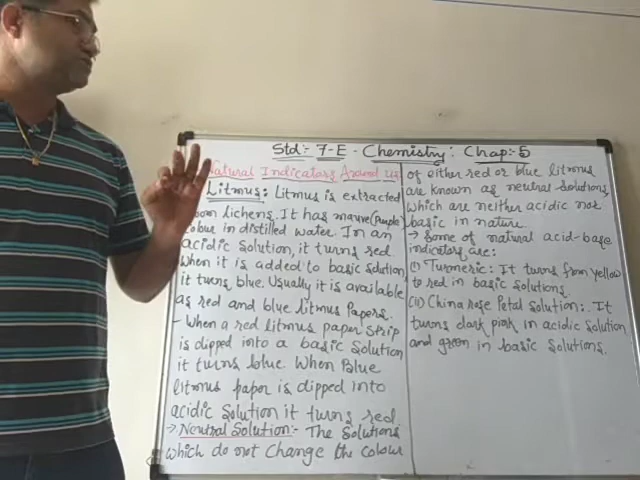 Std:- 7-E - Chemistry: Chap:-5
Natural Indicators Around us
Litmus: Litmus is extracted
from lichens. It has mauve (Purple)
colour in distilled water. In an
acidic solution, it turns red
When it is added to basic solution
it turns blue. Usually it is available
as red and blue litmus Papers.
- When a red litmus paper strip
is dipped into a basic solution
it turns blue. When Blue
litmus paper is dipped into
acidic solution it turns red
→ Neutral Solution:- The Solutions
which do not Change the colour
of either red or blue litmus
are known as neutral solutions,
which are neither acidic nor
basic in nature.
→ Some of natural acid-base
indicators are:
(i) Turmeric: It turns from yellow
to red in basic solutions.
(ii) China rose Petal solution: It
turns dark pink in acidic solution
and green in basic solutions.